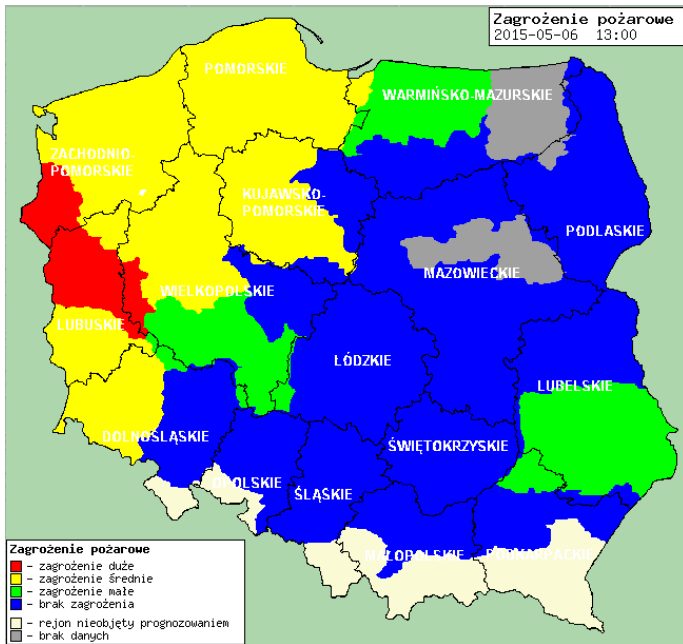 Zagrożenie pożarowe
2015-05-06 13:00
POMORSKIE
WARMIŃSKO-MAZURSKIE
ZACHODNIO-
POMORSKIE
KUJAWSKO-
POMORSKIE
PODLASKIE
MAZOWIECKIE
WIELKOPOLSKIE
LUBUSKIE
ŁÓDZKIE
LUBELSKIE
DOLNOŚLĄSKIE
ŚWIĘTOKRZYSKIE
OPOLSKIE
ŚLĄSKIE
MAŁOPOLSKIE
PODKARPACKIE
Zagrożenie pożarowe
- zagrożenie duże
- zagrożenie średnie
- zagrożenie małe
- brak zagrożenia
- rejon nieobjęty prognozowaniem
- brak danych